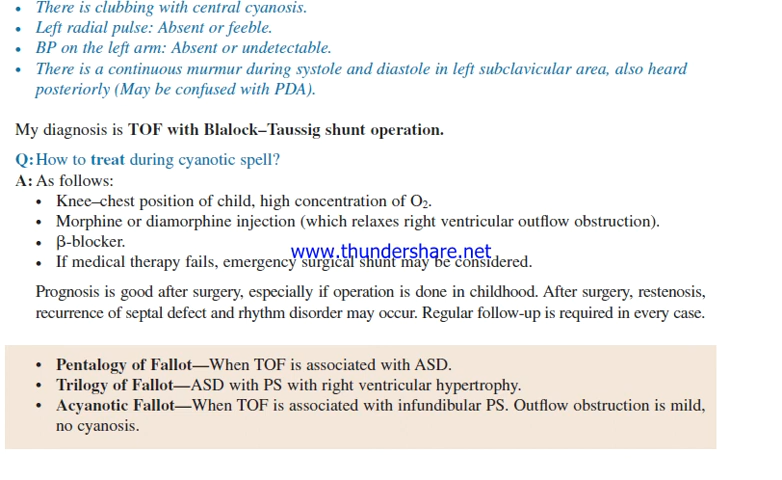 • There is clubbing with central cyanosis.
• Left radial pulse: Absent or feeble.
• BP on the left arm: Absent or undetectable.
• There is a continuous murmur during systole and diastole in left subclavicular area, also heard
posteriorly (May be confused with PDA).
My diagnosis is TOF with Blalock–Taussig shunt operation.
Q: How to treat during cyanotic spell?
A: As follows:
• Knee–chest position of child, high concentration of O₂.
• Morphine or diamorphine injection (which relaxes right ventricular outflow obstruction).
• β-blocker.
www.thundershare.net
• If medical therapy fails, emergency surgical shunt may be considered.
Prognosis is good after surgery, especially if operation is done in childhood. After surgery, restenosis,
recurrence of septal defect and rhythm disorder may occur. Regular follow-up is required in every case.
• Pentalogy of Fallot—When TOF is associated with ASD.
• Trilogy of Fallot—ASD with PS with right ventricular hypertrophy.
• Acyanotic Fallot—When TOF is associated with infundibular PS. Outflow obstruction is mild,
no cyanosis.